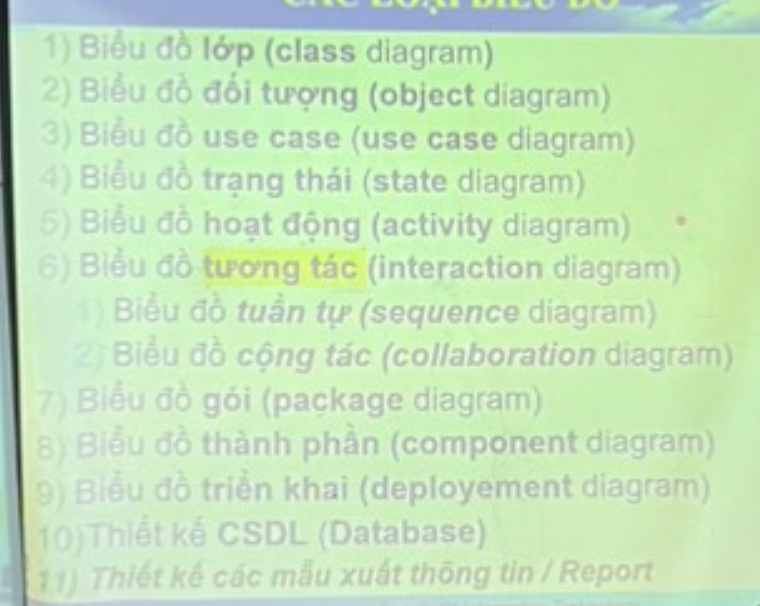 CÁC LOẠI BIỂU ĐỒ
1) Biểu đồ lớp (class diagram)
2) Biểu đồ đối tượng (object diagram)
3) Biểu đồ use case (use case diagram)
4) Biểu đồ trạng thái (state diagram)
5) Biểu đồ hoạt động (activity diagram)
6) Biểu đồ tương tác (interaction diagram)
1) Biểu đồ tuần tự (sequence diagram)
2) Biểu đồ cộng tác (collaboration diagram)
7) Biểu đồ gói (package diagram)
8) Biểu đồ thành phần (component diagram)
9) Biểu đồ triển khai (deployement diagram)
10)Thiết kế CSDL (Database)
11) Thiết kế các mẫu xuất thông tin / Report